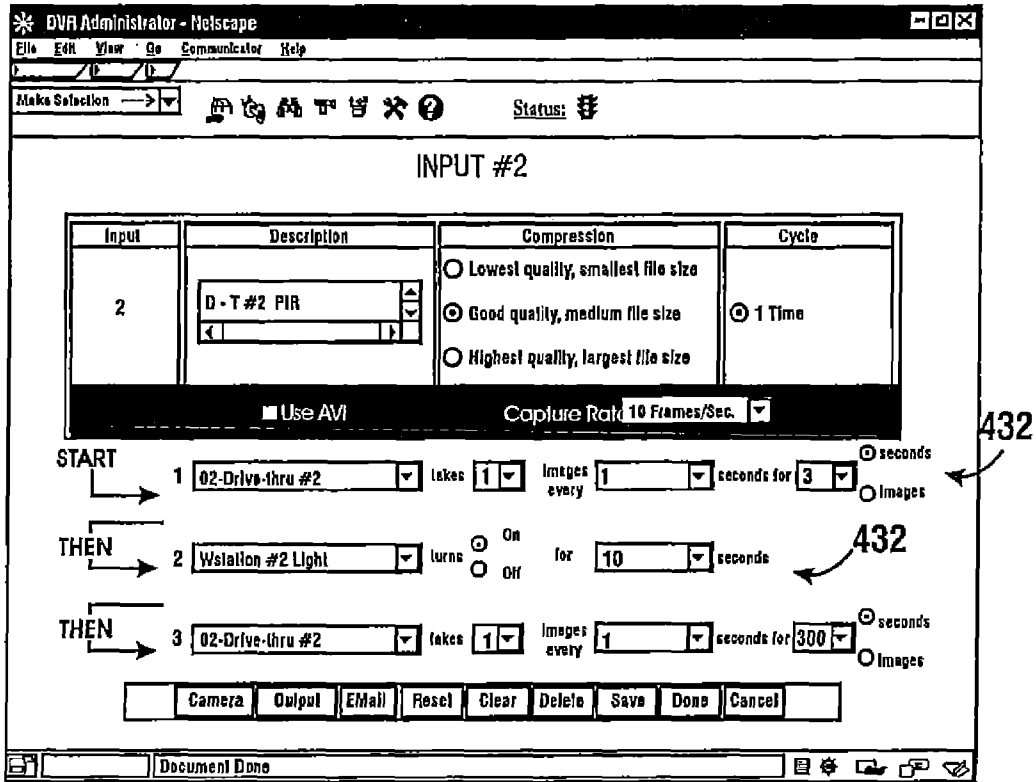 DVR Administrator - Netscape
File Edit View Go Communicator Help
Make Selection
Status:
INPUT #2
Input Description Compression Cycle
2
D - T #2 PIR
Lowest quality, smallest file size
Good quality, medium file size
Highest quality, largest file size
1 Time
Use AVI Capture Rate 10 Frames/Sec.
432
START
1 02-Drive-thru #2 takes 1 Images every 1 seconds for 3 seconds Images
THEN
2 Wstation #2 Light turns On Off for 10 seconds
432
THEN
3 02-Drive-thru #2 takes 1 Images every 1 seconds for 300 seconds Images
Camera Output EMail Reset Clear Delete Save Done Cancel
Document Done